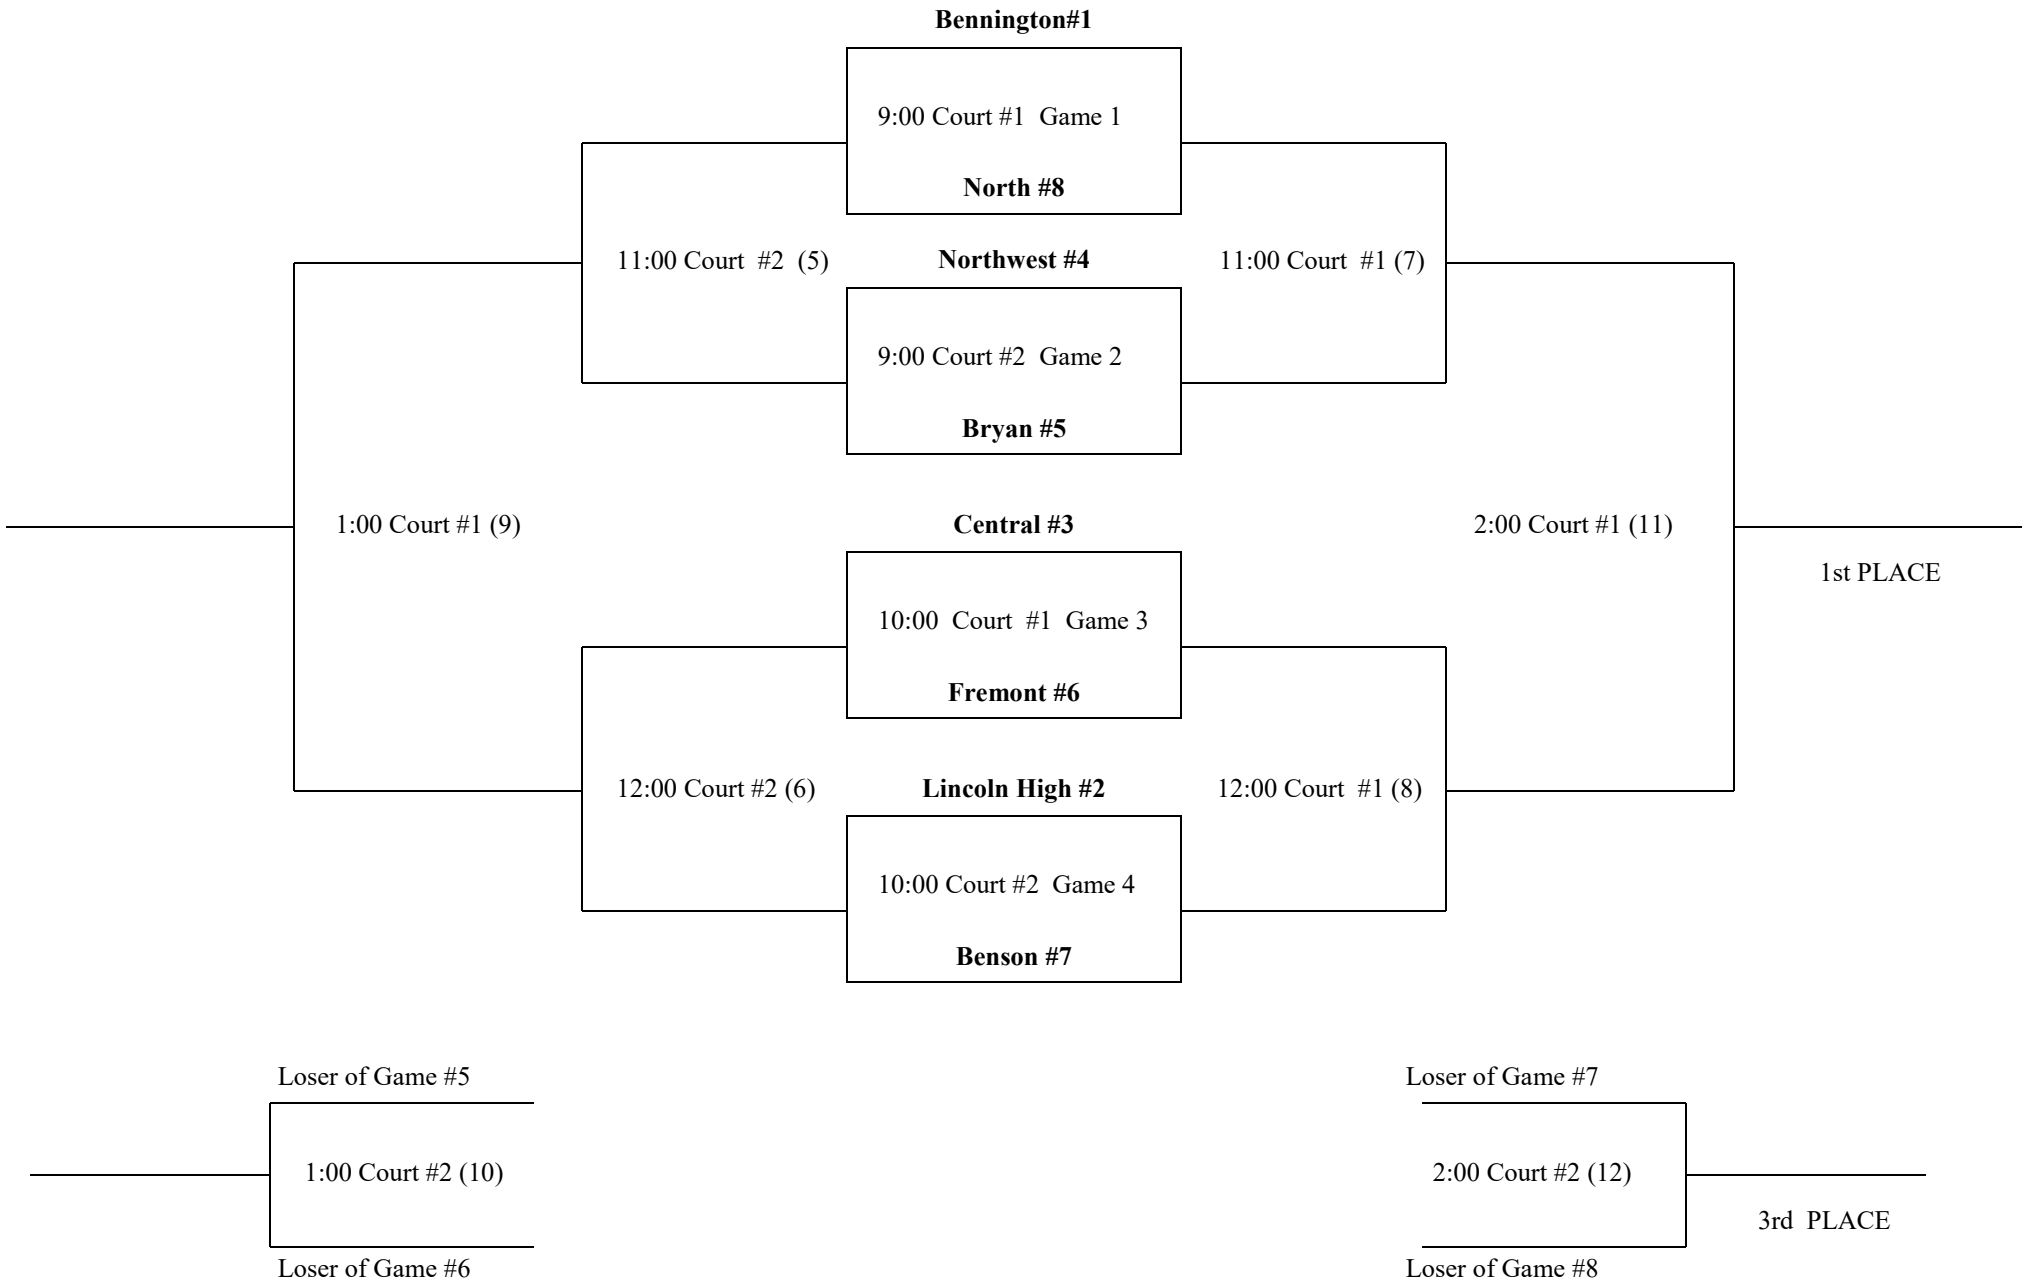 Bennington#1
9:00 Court #1  Game 1
North #8
11:00 Court  #2  (5)
Northwest #4
11:00 Court  #1 (7)
9:00 Court #2  Game 2
Bryan #5
1:00 Court #1 (9)
Central #3
2:00 Court #1 (11)
1st PLACE
10:00  Court  #1  Game 3
Fremont #6
12:00 Court #2 (6)
Lincoln High #2
12:00 Court  #1 (8)
10:00 Court #2  Game 4
Benson #7
Loser of Game #5
Loser of Game #7
1:00 Court #2 (10)
2:00 Court #2 (12)
3rd  PLACE
Loser of Game #6
Loser of Game #8